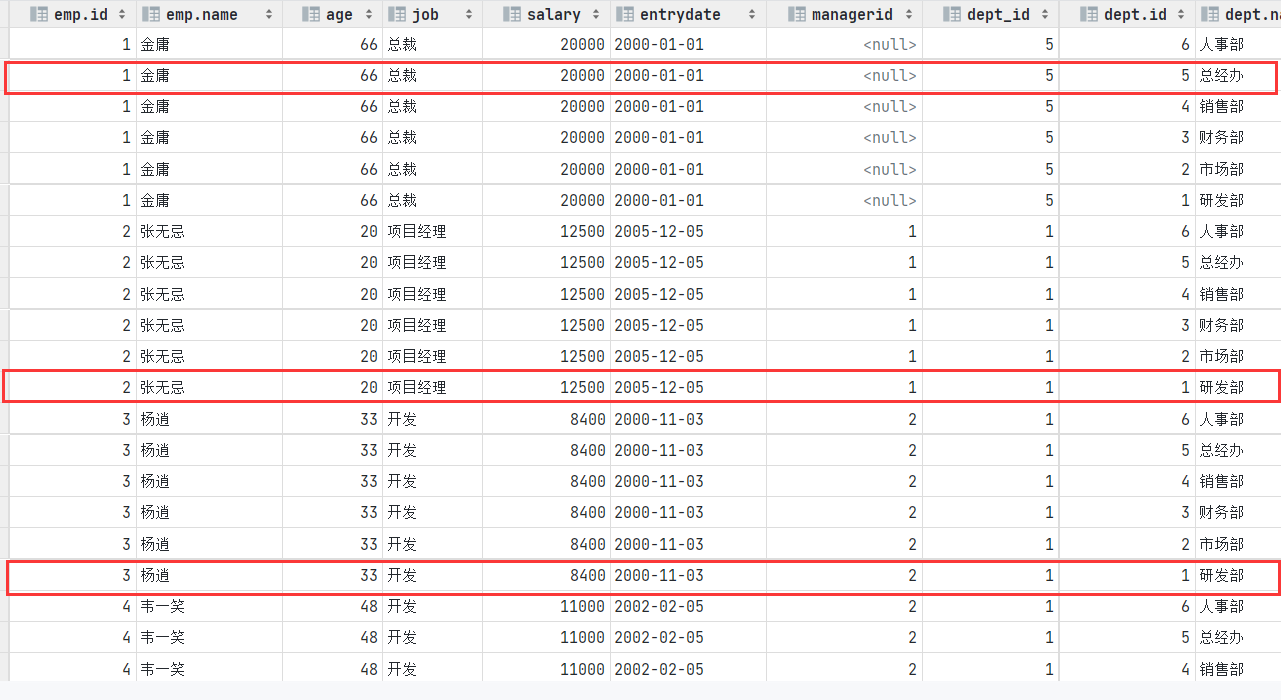 emp.id emp.name age job salary entrydate managerid dept_id dept.id dept.na
1 金庸 66 总裁 20000 2000-01-01 <null> 5 6 人事部
1 金庸 66 总裁 20000 2000-01-01 <null> 5 5 总经办
1 金庸 66 总裁 20000 2000-01-01 <null> 5 4 销售部
1 金庸 66 总裁 20000 2000-01-01 <null> 5 3 财务部
1 金庸 66 总裁 20000 2000-01-01 <null> 5 2 市场部
1 金庸 66 总裁 20000 2000-01-01 <null> 5 1 研发部
2 张无忌 20 项目经理 12500 2005-12-05 1 1 6 人事部
2 张无忌 20 项目经理 12500 2005-12-05 1 1 5 总经办
2 张无忌 20 项目经理 12500 2005-12-05 1 1 4 销售部
2 张无忌 20 项目经理 12500 2005-12-05 1 1 3 财务部
2 张无忌 20 项目经理 12500 2005-12-05 1 1 2 市场部
2 张无忌 20 项目经理 12500 2005-12-05 1 1 1 研发部
3 杨逍 33 开发 8400 2000-11-03 2 1 6 人事部
3 杨逍 33 开发 8400 2000-11-03 2 1 5 总经办
3 杨逍 33 开发 8400 2000-11-03 2 1 4 销售部
3 杨逍 33 开发 8400 2000-11-03 2 1 3 财务部
3 杨逍 33 开发 8400 2000-11-03 2 1 2 市场部
3 杨逍 33 开发 8400 2000-11-03 2 1 1 研发部
4 韦一笑 48 开发 11000 2002-02-05 2 1 6 人事部
4 韦一笑 48 开发 11000 2002-02-05 2 1 5 总经办
4 韦一笑 48 开发 11000 2002-02-05 2 1 4 销售部